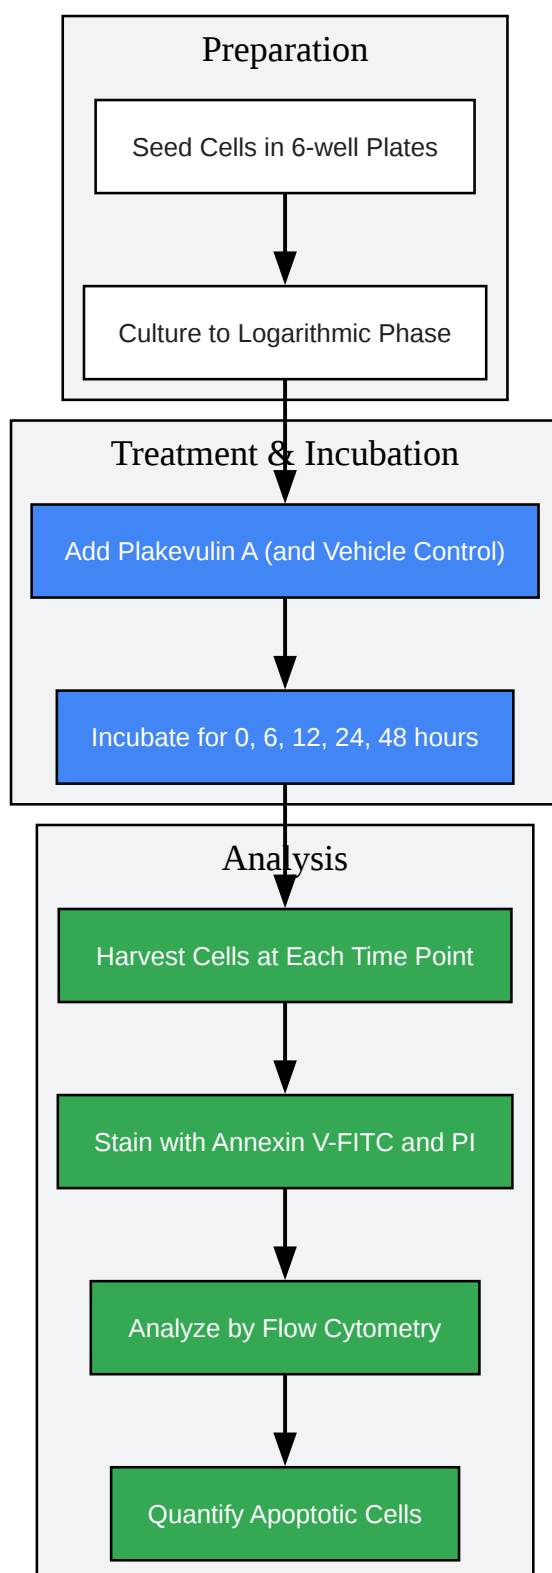 Preparation
Seed Cells in 6-well Plates
Culture to Logarithmic Phase
Treatment & Incubation
Add Plakevulin A (and Vehicle Control)
Incubate for 0, 6, 12, 24, 48 hours
Analysis
Harvest Cells at Each Time Point
Stain with Annexin V-FITC and PI
Analyze by Flow Cytometry
Quantify Apoptotic Cells